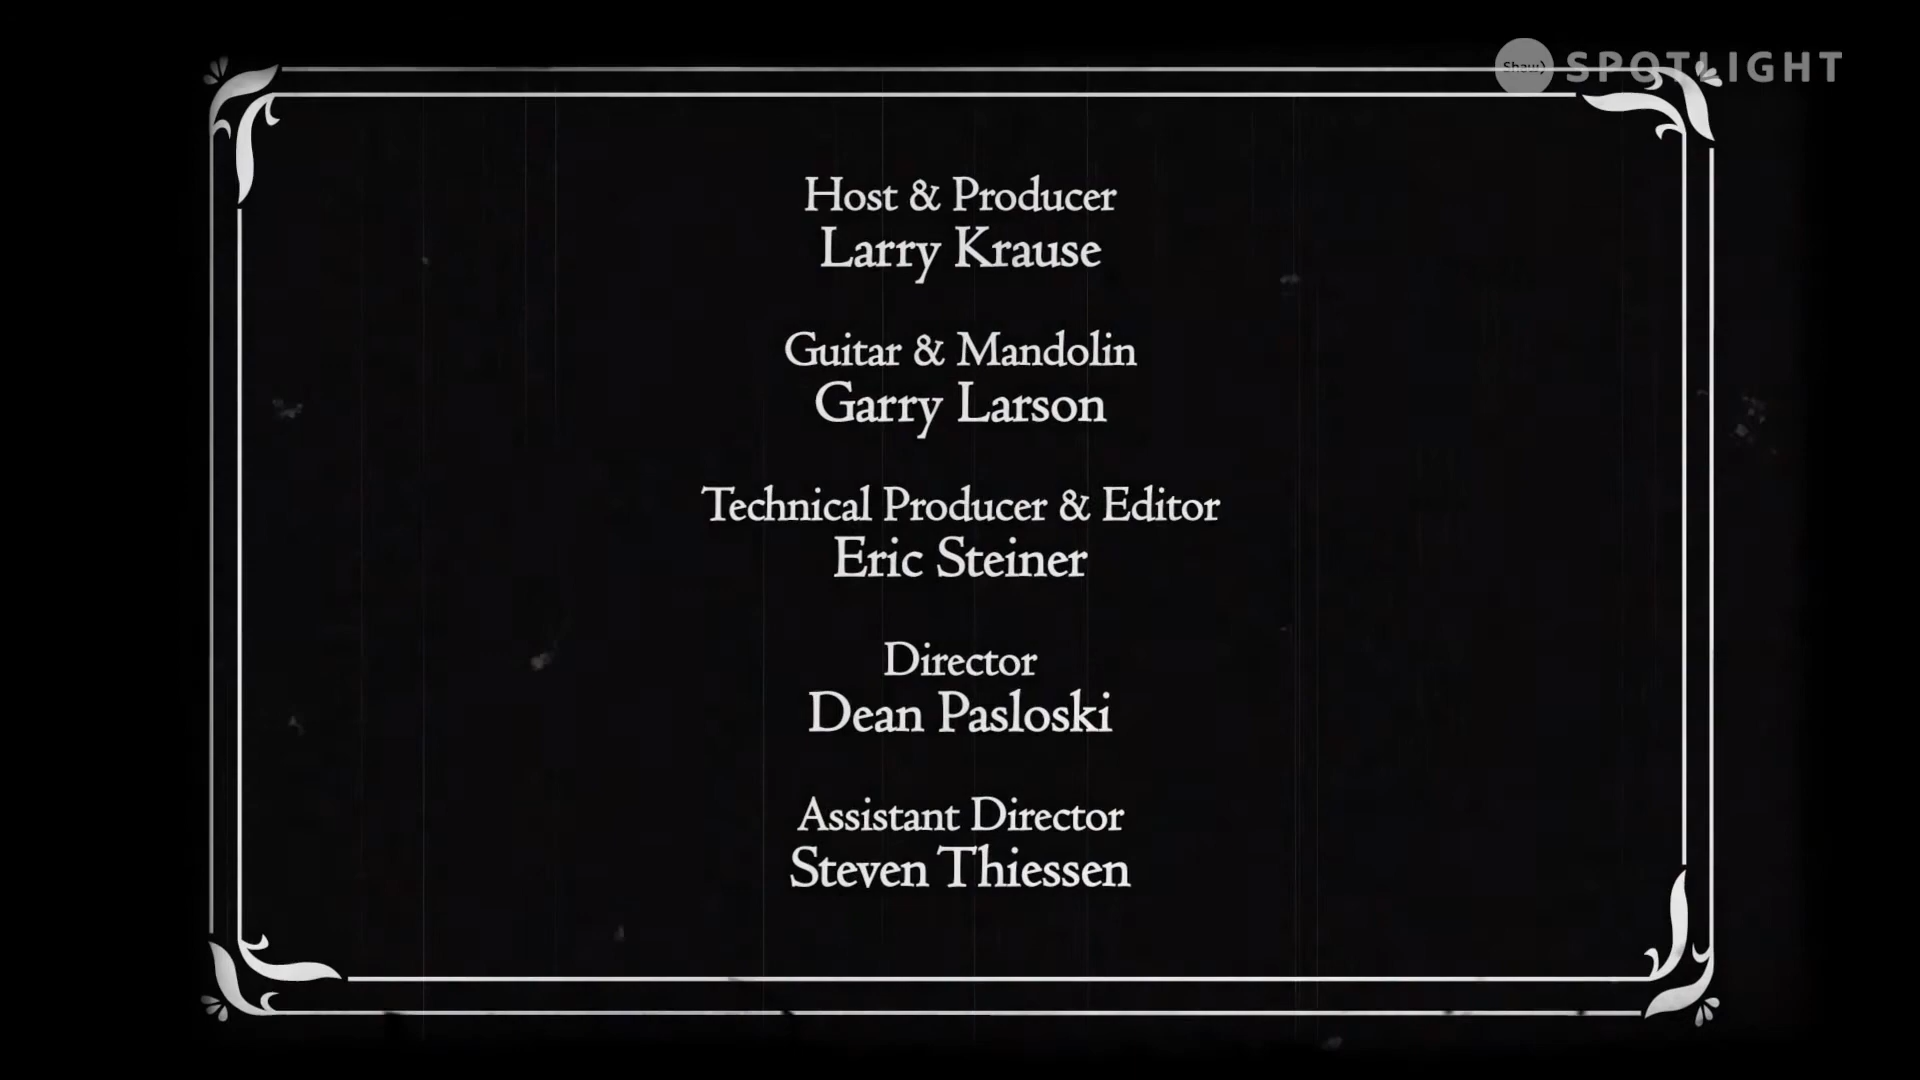 Shaw) SPOTLIGHT
Host & Producer
Larry Krause
Guitar & Mandolin
Garry Larson
Technical Producer & Editor
Eric Steiner
Director
Dean Pasloski
Assistant Director
Steven Thiessen